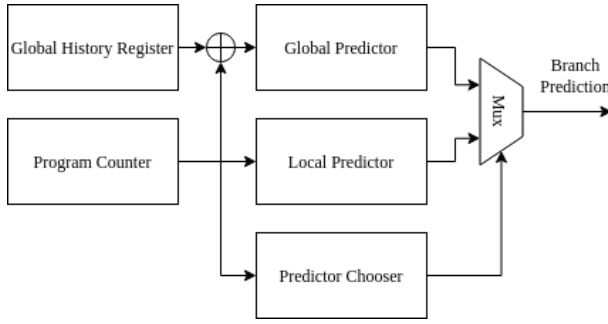 Global History Register
Global Predictor
Branch
Prediction
Mux
Program Counter
Local Predictor
Predictor Chooser